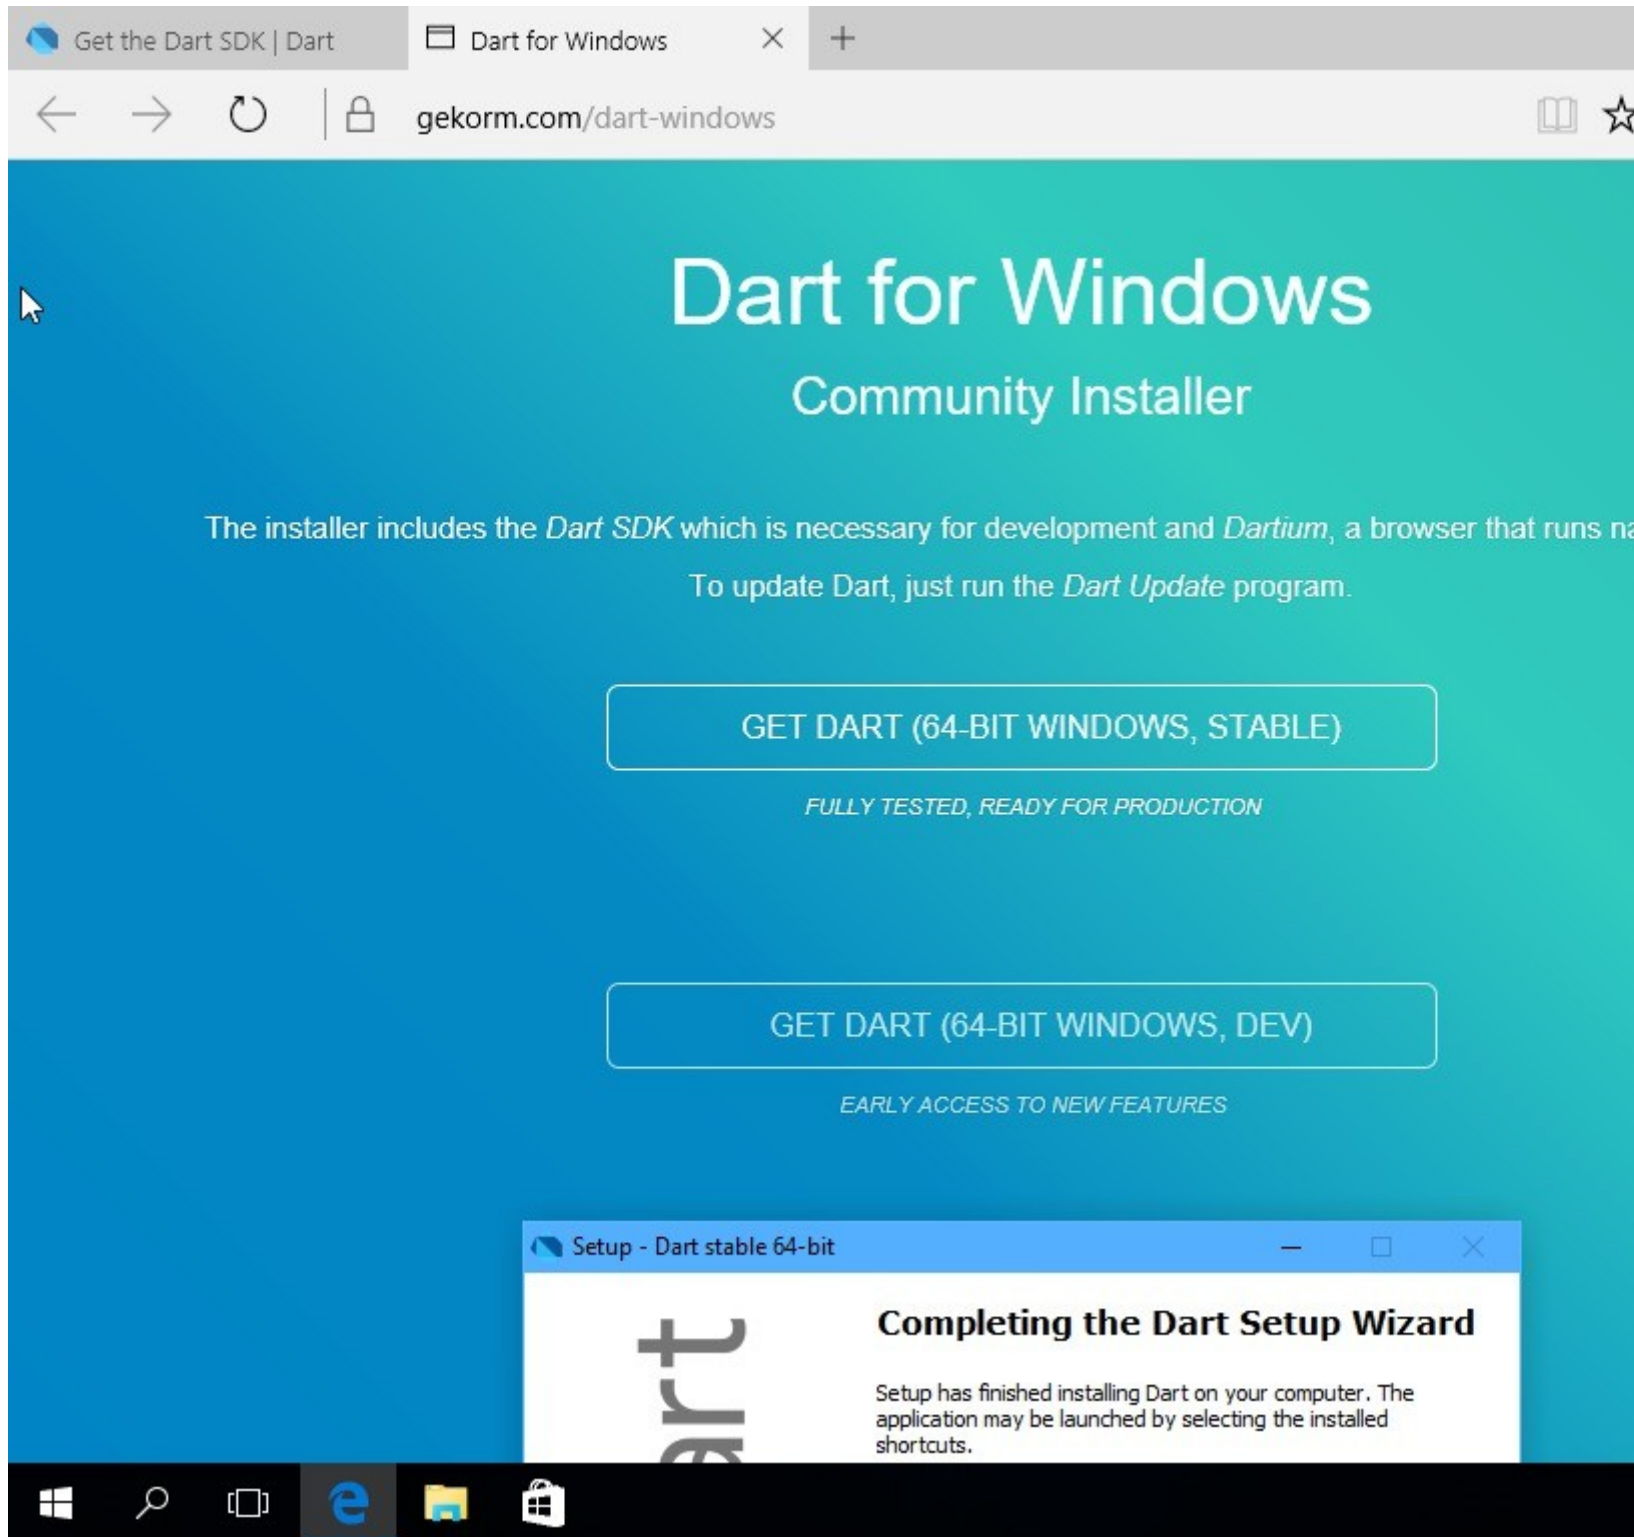 Get the Dart SDK | Dart
Dart for Windows
gekorm.com/dart-windows
Dart for Windows
Community Installer
The installer includes the Dart SDK which is necessary for development and Dartium, a browser that runs
To update Dart, just run the Dart Update program.
GET DART (64-BIT WINDOWS, STABLE)
FULLY TESTED, READY FOR PRODUCTION
GET DART (64-BIT WINDOWS, DEV)
EARLY ACCESS TO NEW FEATURES
Setup - Dart stable 64-bit
art
Completing the Dart Setup Wizard
Setup has finished installing Dart on your computer. The
application may be launched by selecting the installed
shortcuts.